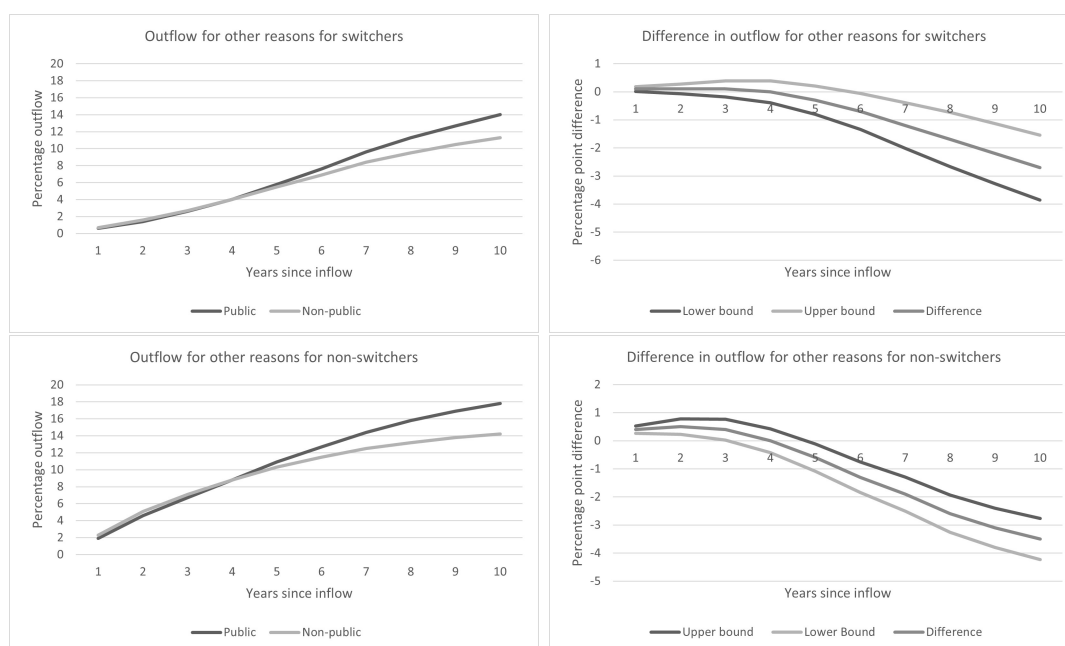 Outflow for other reasons for switchers
Percentage outflow
20
18
16
14
12
10
8
6
4
2
0
1 2 3 4 5 6 7 8 9 10
Years since inflow
Public Non-public
Difference in outflow for other reasons for switchers
Percentage point difference
1
0
-1
-2
-3
-4
-5
-6
1 2 3 4 5 6 7 8 9 10
Years since inflow
Lower bound Upper bound Difference
Outflow for other reasons for non-switchers
Percentage outflow
20
18
16
14
12
10
8
6
4
2
0
1 2 3 4 5 6 7 8 9 10
Years since inflow
Public Non-public
Difference in outflow for other reasons for non-switchers
Percentage point difference
2
1
0
-1
-2
-3
-4
-5
1 2 3 4 5 6 7 8 9 10
Years since inflow
Upper bound Lower Bound Difference